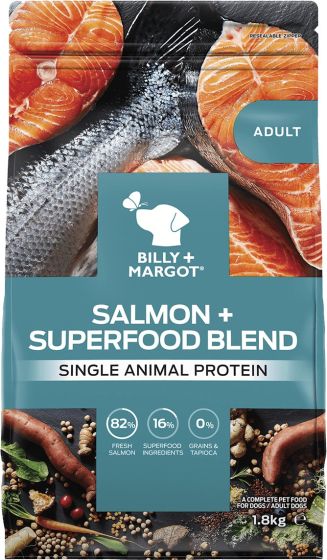 RESEALABLE ZIPPER
ADULT
BILLY +
MARGOT®
SALMON +
SUPERFOOD BLEND
SINGLE ANIMAL PROTEIN
82%
FRESH
SALMON
16%
SUPERFOOD
INGREDIENTS
0%
GRAINS &
TAPIOCA
A COMPLETE PET FOOD
FOR DOGS / ADULT DOGS
1.8kg e